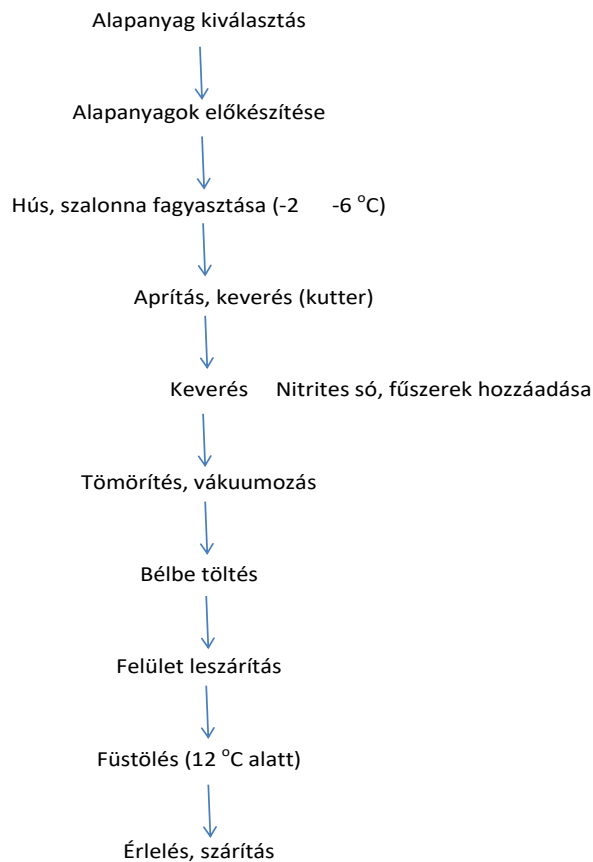 Alapanyag kiválasztás
Alapanyagok előkészítése
Hús, szalonna fagyasztása (-2 -6 °C)
Aprítás, keverés (kutter)
Keverés Nitrites só, fűszerek hozzáadása
Tömörítés, vákuumozás
Bélbe töltés
Felület leszárítás
Füstölés (12 °C alatt)
Érlelés, szárítás